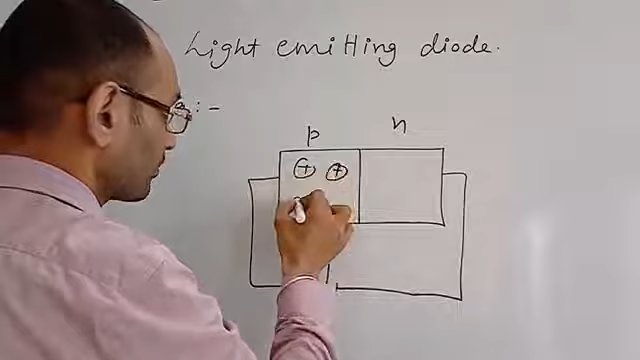 Light emitting diode.
:-
p n
+ +